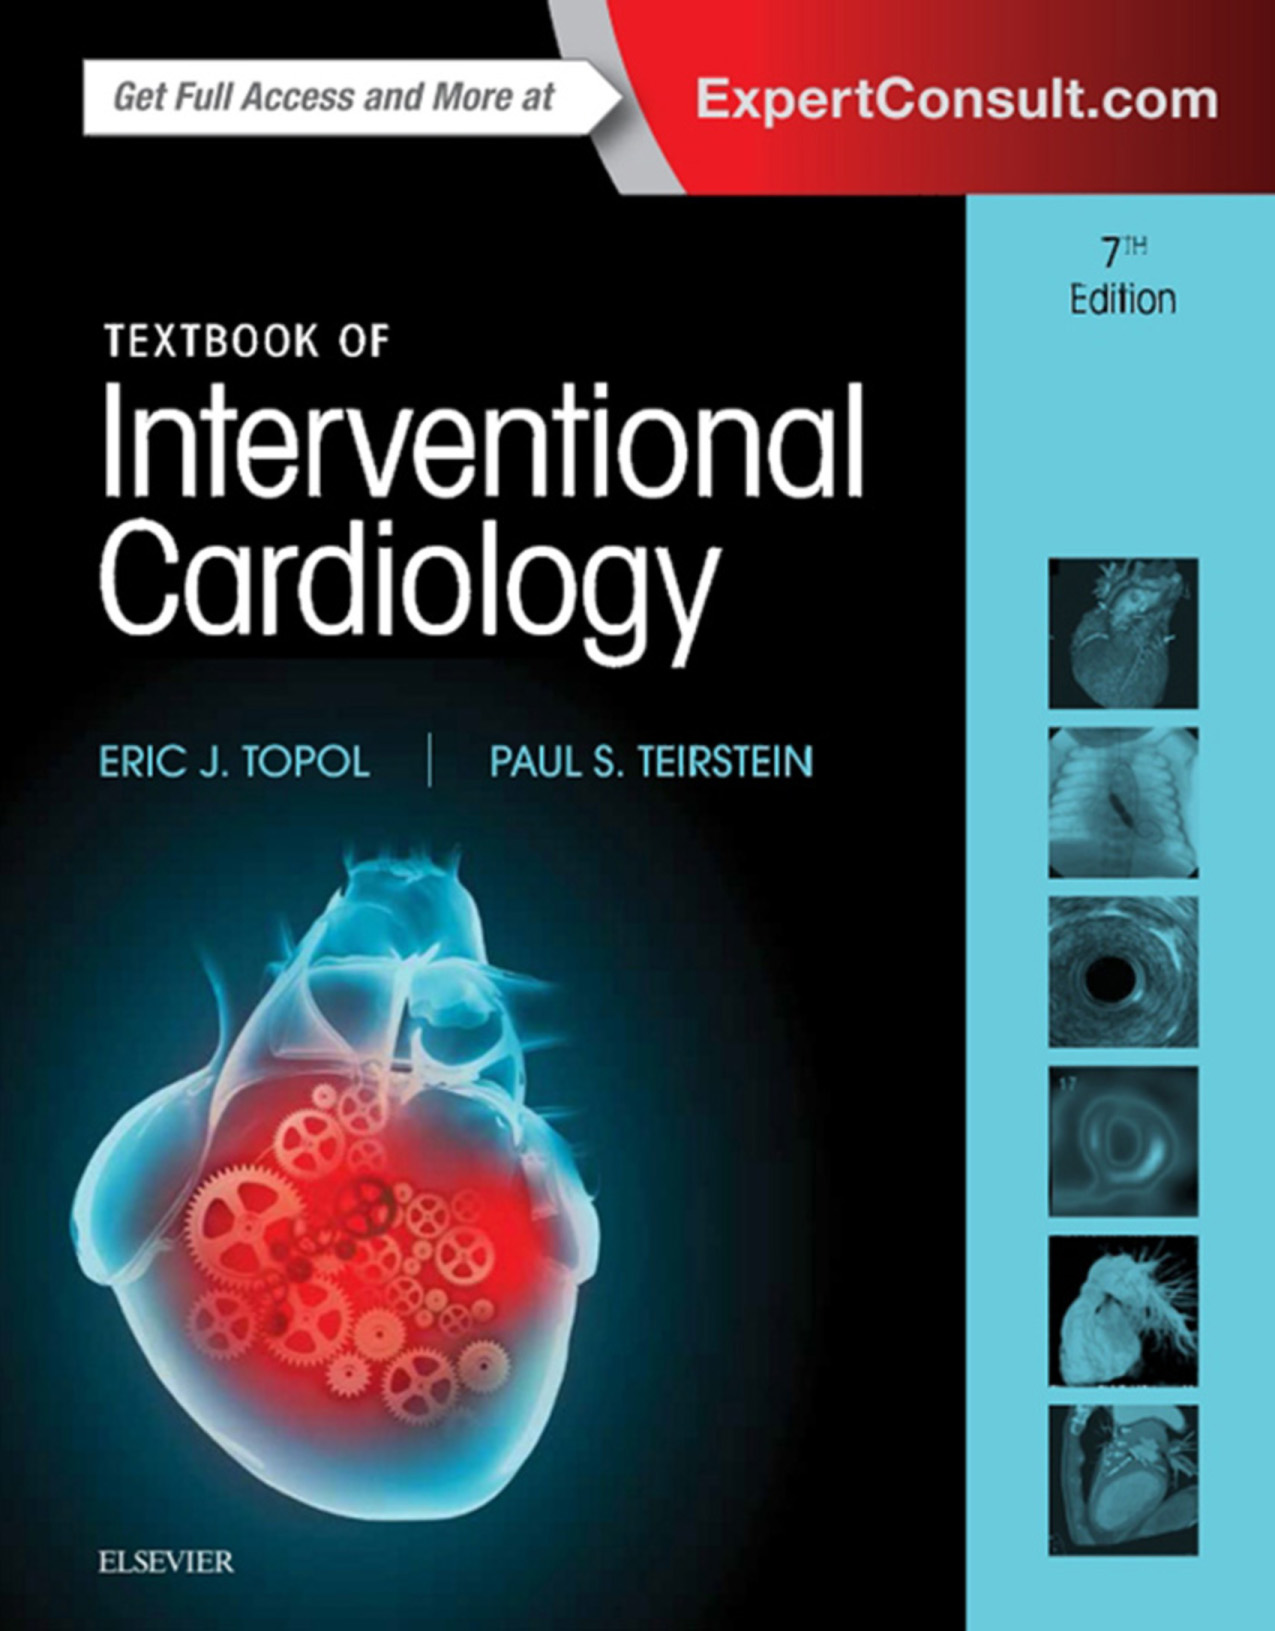 Get Full Access and More at
ExpertConsult.com
7TH
Edition
TEXTBOOK OF
Interventional
Cardiology
ERIC J. TOPOL | PAUL S. TEIRSTEIN
17
ELSEVIER